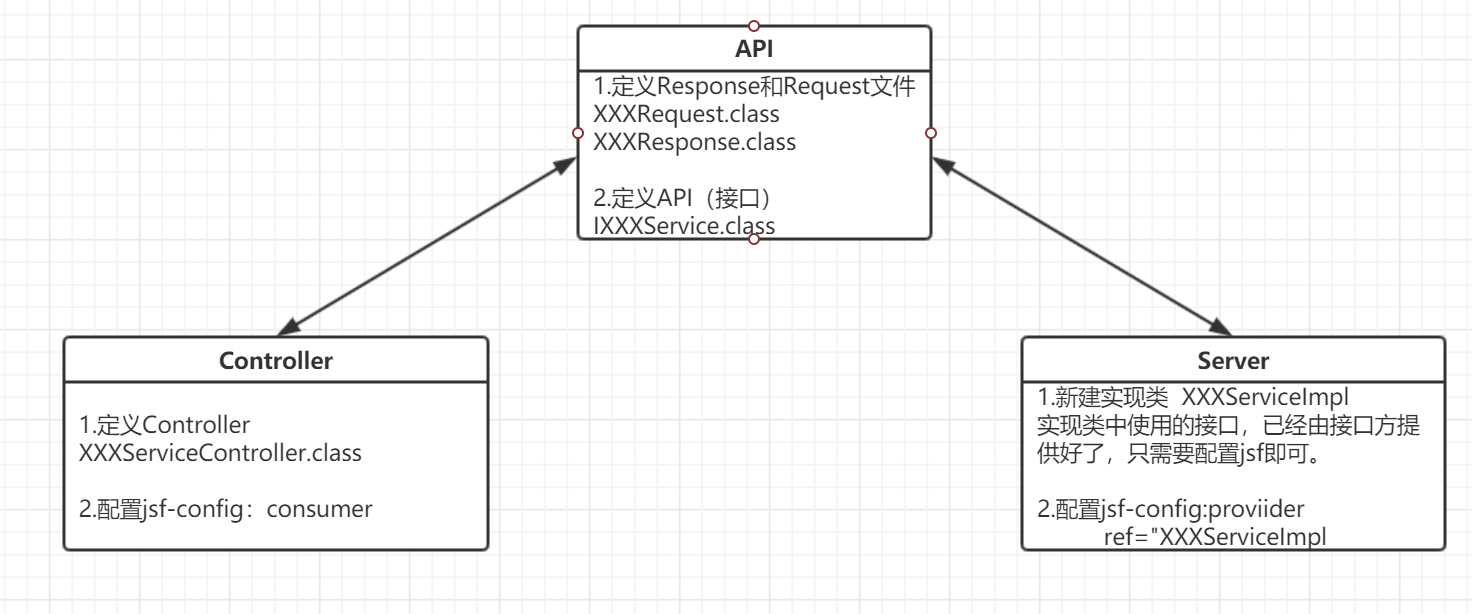 API
1.定义Response和Request文件
XXXRequest.class
XXXResponse.class
2.定义API（接口）
IXXXService.class
Controller
1.定义Controller
XXXServiceController.class
2.配置jsf-config：consumer
Server
1.新建实现类  XXXServiceImpl
实现类中使用的接口，已经由接口方提
供好了，只需要配置jsf即可。
2.配置jsf-config:proviider
ref="XXXServiceImpl